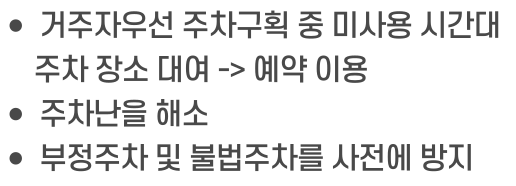 • 거주자우선 주차구획 중 미사용 시간대
주차 장소 대여 -> 예약 이용
• 주차난을 해소
• 부정주차 및 불법주차를 사전에 방지